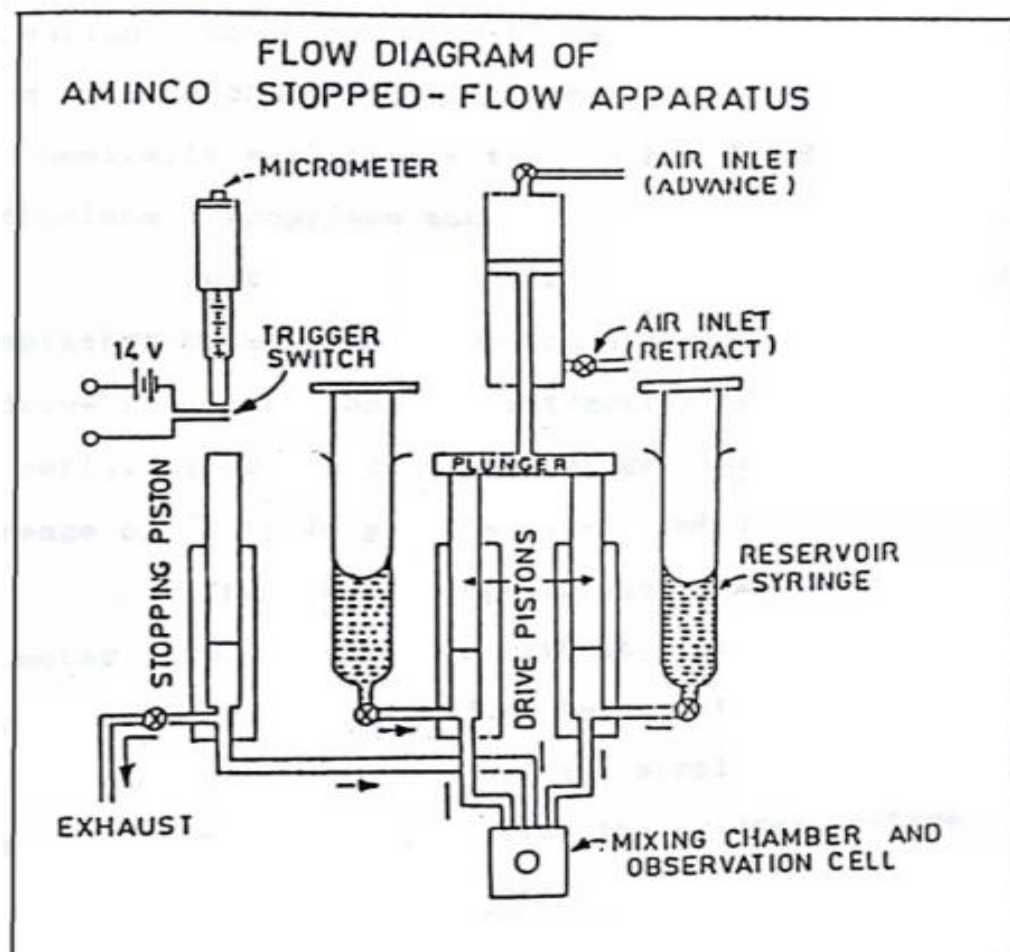 FLOW DIAGRAM OF
AMINCO STOPPED-FLOW APPARATUS
MICROMETER
AIR INLET
(ADVANCE)
TRIGGER
SWITCH
14 V
AIR INLET
(RETRACT)
PLUNGER
STOPPING PISTON
DRIVE PISTONS
RESERVOIR
SYRINGE
EXHAUST
MIXING CHAMBER AND
OBSERVATION CELL